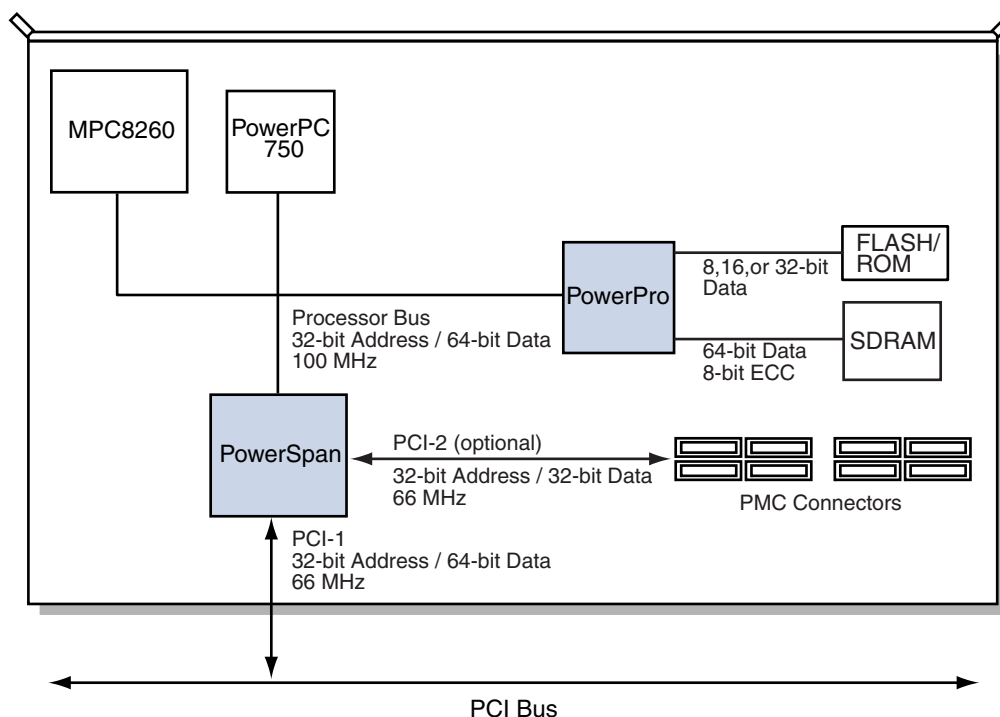 MPC8260
PowerPC
750
FLASH/
ROM
8,16,or 32-bit
Data
PowerPro
Processor Bus
32-bit Address / 64-bit Data
100 MHz
SDRAM
64-bit Data
8-bit ECC
PowerSpan
PCI-2 (optional)
32-bit Address / 32-bit Data
66 MHz
PMC Connectors
PCI-1
32-bit Address / 64-bit Data
66 MHz
PCI Bus